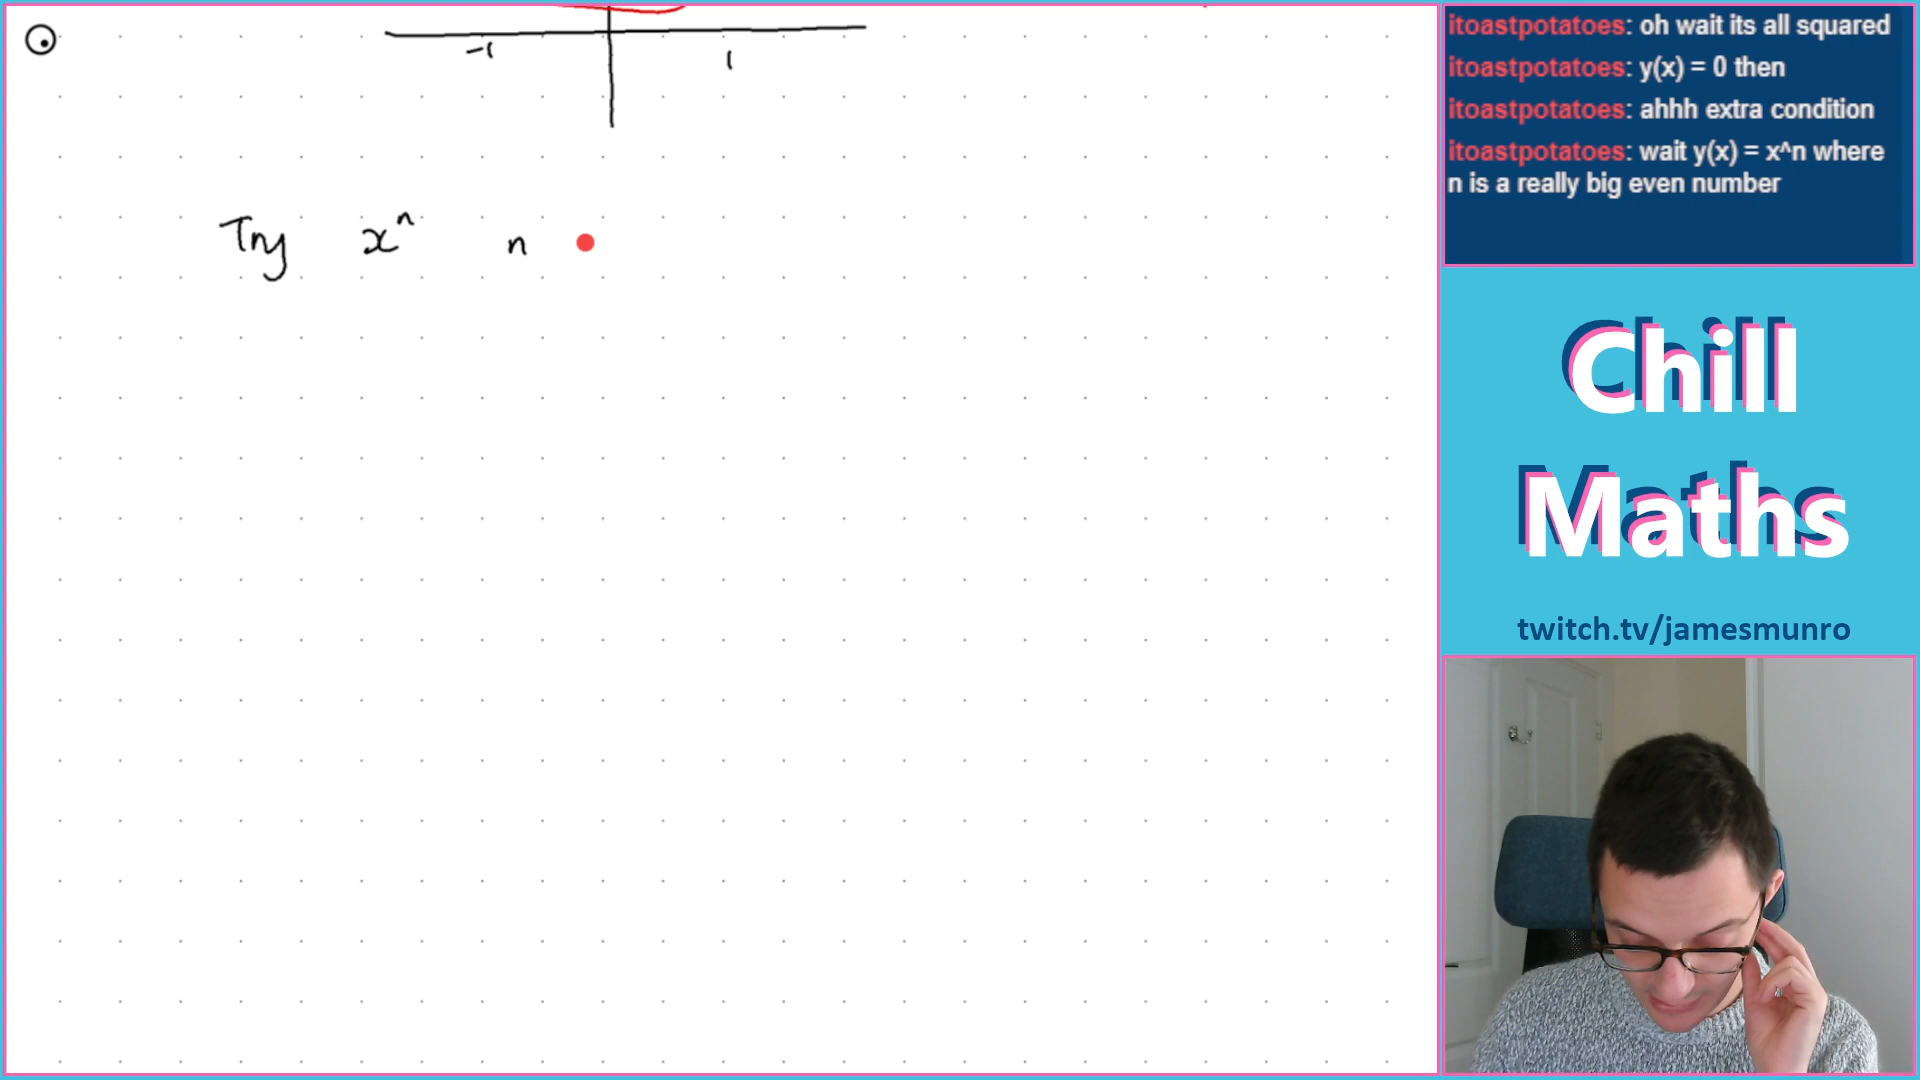 -1
1
Try x^n n
itoastpotatoes: oh wait its all squared
itoastpotatoes: y(x) = 0 then
itoastpotatoes: ahhh extra condition
itoastpotatoes: wait y(x) = x^n where
n is a really big even number
Chill
Maths
twitch.tv/jamesmunro